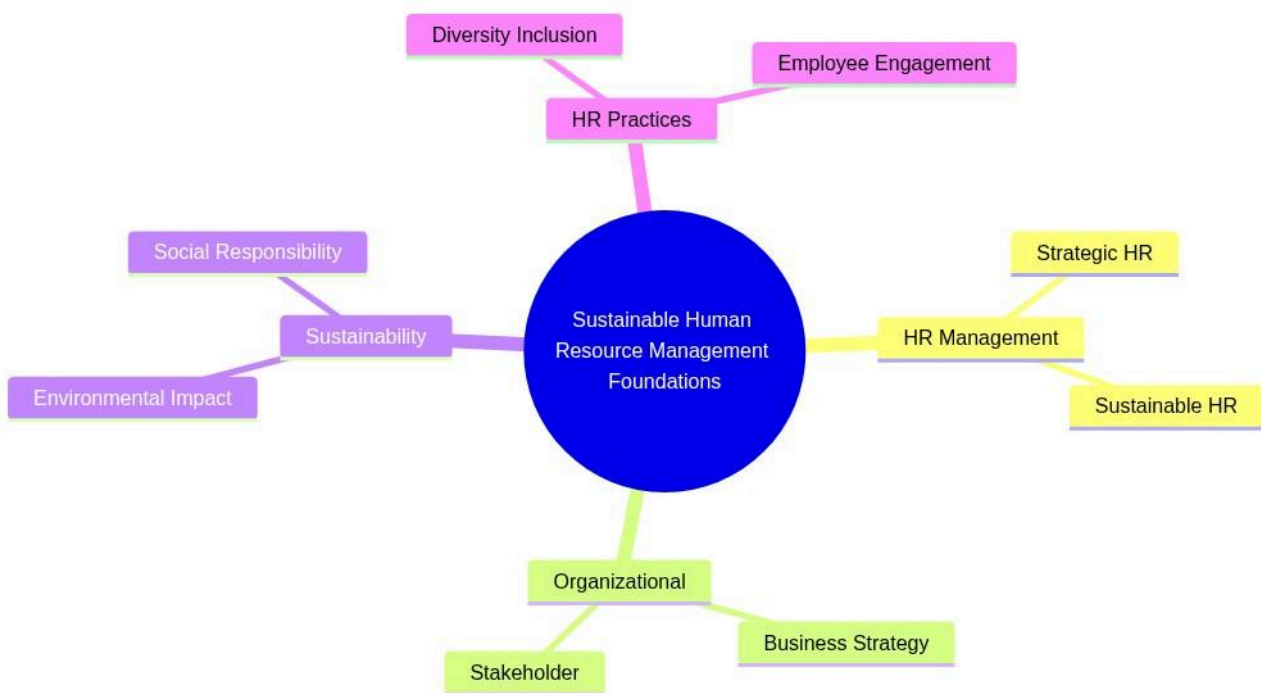 Diversity Inclusion
Employee Engagement
HR Practices
Social Responsibility
Sustainability
Environmental Impact
Sustainable Human
Resource Management
Foundations
Strategic HR
HR Management
Sustainable HR
Organizational
Stakeholder
Business Strategy